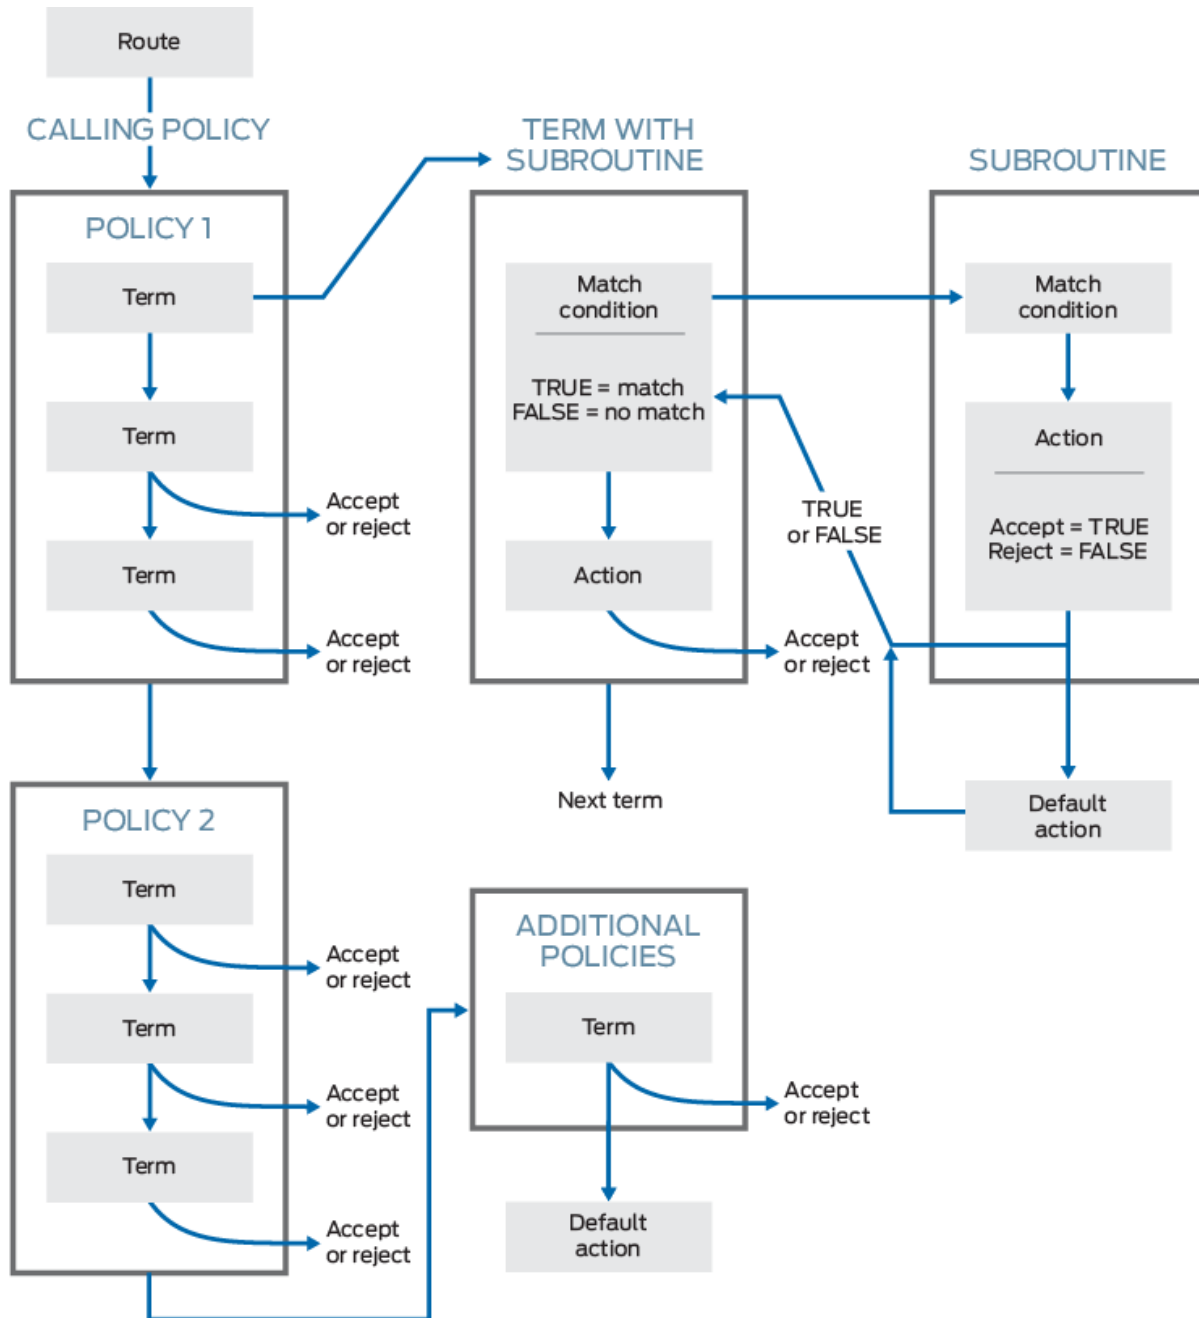 Route
CALLING POLICY
POLICY 1
Term
Term
Accept
or reject
Term
Accept
or reject
TERM WITH
SUBROUTINE
Match
condition
TRUE = match
FALSE = no match
Action
Accept
or reject
Next term
SUBROUTINE
Match
condition
Action
Accept = TRUE
Reject = FALSE
TRUE
or FALSE
Default
action
POLICY 2
Term
Accept
or reject
Term
Accept
or reject
Term
Accept
or reject
ADDITIONAL
POLICIES
Term
Accept
or reject
Default
action